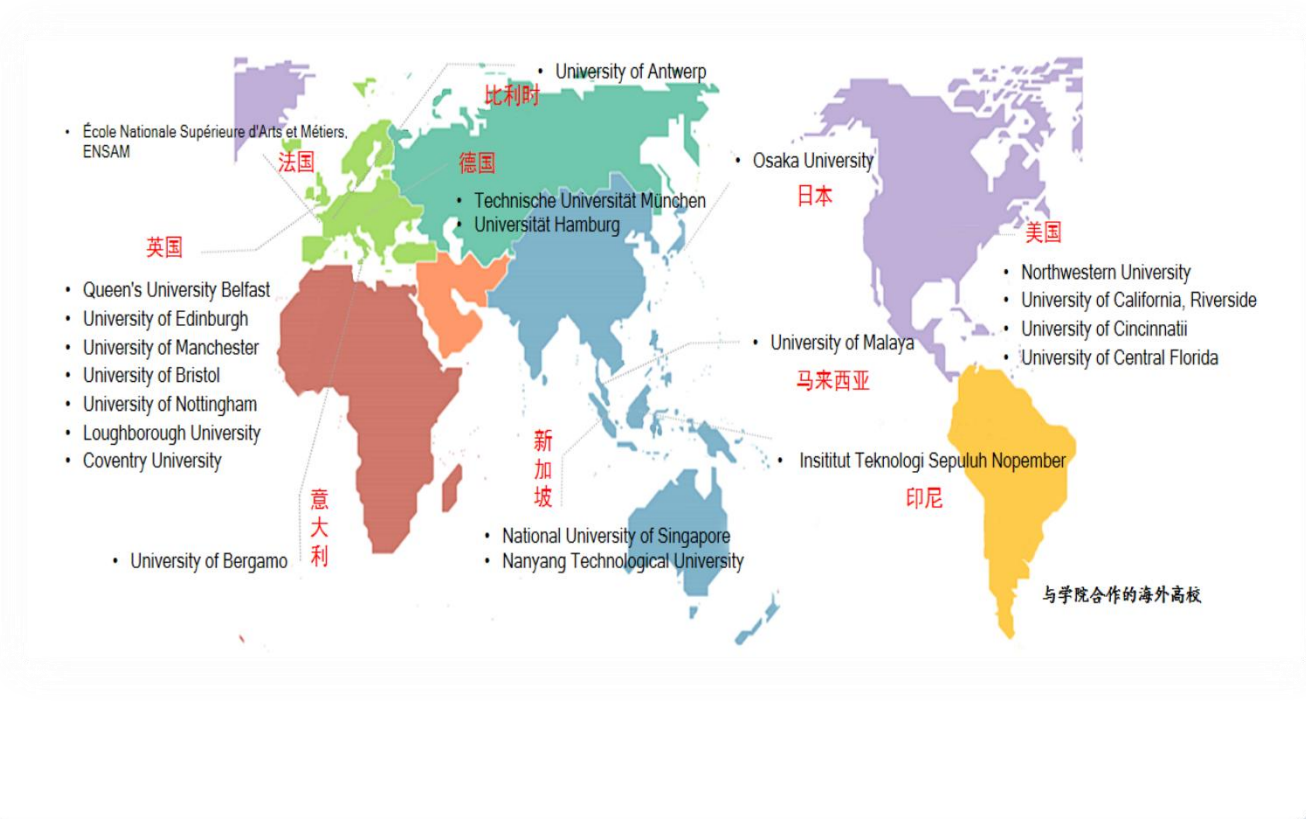 • University of Antwerp
比利时
• École Nationale Supérieure d'Arts et Métiers,
ENSAM
法国
德国
• Technische Universität München
• Universität Hamburg
• Osaka University
日本
美国
• Northwestern University
• University of California, Riverside
• University of Cincinnatii
• University of Central Florida
英国
• Queen's University Belfast
• University of Edinburgh
• University of Manchester
• University of Bristol
• University of Nottingham
• Loughborough University
• Coventry University
• University of Malaya
马来西亚
• Insititut Teknologi Sepuluh Nopember
印尼
新加坡
• National University of Singapore
• Nanyang Technological University
意大利
• University of Bergamo
与学院合作的海外高校